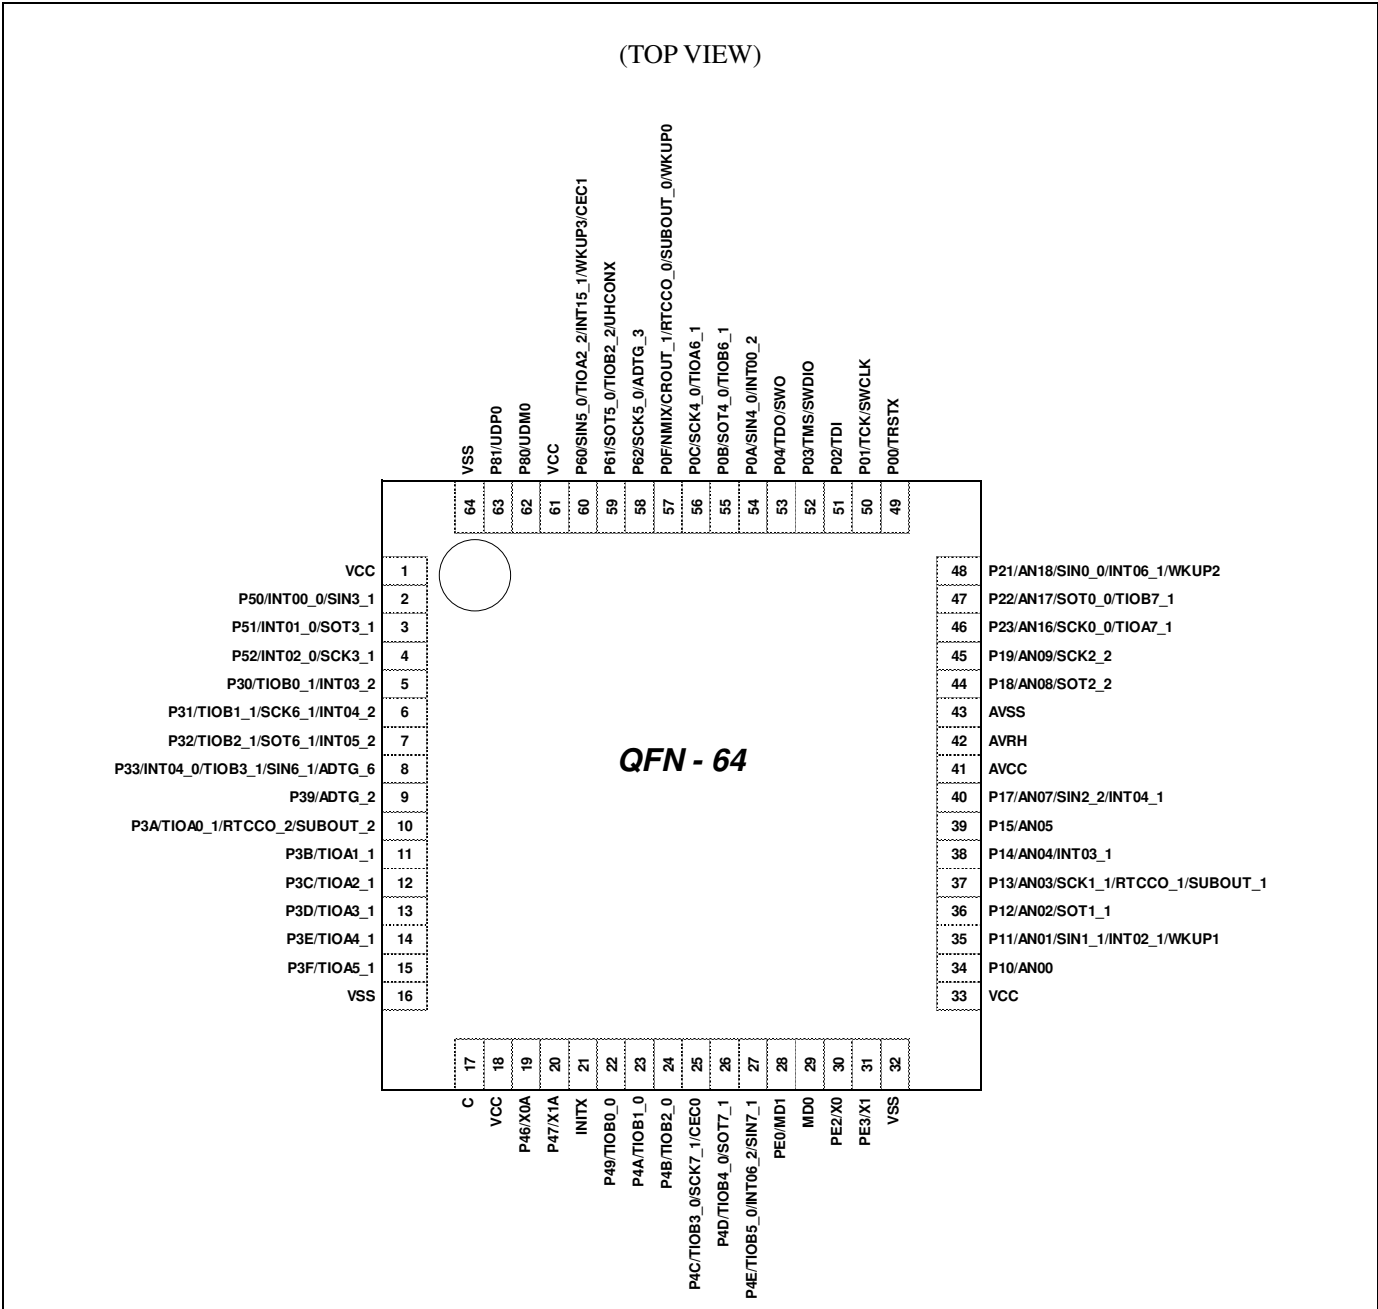 (TOP VIEW)
VSS
P81/UDP0
P80/UDM0
VCC
P60/SIN5_0/TIOA2_2/INT15_1/WKUP3/CEC1
P61/SOT5_0/TIOB2_2/UHCONX
P62/SCK5_0/ADTG_3
P0F/NMIX/CROUT_1/RTCCO_0/SUBOUT_0/WKUP0
P0C/SCK4_0/TIOA6_1
P0B/SOT4_0/TIOB6_1
P0A/SIN4_0/INT00_2
P04/TDO/SWO
P03/TMS/SWDIO
P02/TDI
P01/TCK/SWCLK
P00/TRSTX
64 63 62 61 60 59 58 57 56 55 54 53 52 51 50 49
VCC 1
P50/INT00_0/SIN3_1 2
P51/INT01_0/SOT3_1 3
P52/INT02_0/SCK3_1 4
P30/TIOB0_1/INT03_2 5
P31/TIOB1_1/SCK6_1/INT04_2 6
P32/TIOB2_1/SOT6_1/INT05_2 7
P33/INT04_0/TIOB3_1/SIN6_1/ADTG_6 8
P39/ADTG_2 9
P3A/TIOA0_1/RTCCO_2/SUBOUT_2 10
P3B/TIOA1_1 11
P3C/TIOA2_1 12
P3D/TIOA3_1 13
P3E/TIOA4_1 14
P3F/TIOA5_1 15
VSS 16
QFN - 64
48 P21/AN18/SIN0_0/INT06_1/WKUP2
47 P22/AN17/SOT0_0/TIOB7_1
46 P23/AN16/SCK0_0/TIOA7_1
45 P19/AN09/SCK2_2
44 P18/AN08/SOT2_2
43 AVSS
42 AVRH
41 AVCC
40 P17/AN07/SIN2_2/INT04_1
39 P15/AN05
38 P14/AN04/INT03_1
37 P13/AN03/SCK1_1/RTCCO_1/SUBOUT_1
36 P12/AN02/SOT1_1
35 P11/AN01/SIN1_1/INT02_1/WKUP1
34 P10/AN00
33 VCC
17 18 19 20 21 22 23 24 25 26 27 28 29 30 31 32
C
VCC
P46/X0A
P47/X1A
INITX
P49/TIOB0_0
P4A/TIOB1_0
P4B/TIOB2_0
P4C/TIOB3_0/SCK7_1/CEC0
P4D/TIOB4_0/SOT7_1
P4E/TIOB5_0/INT06_2/SIN7_1
PE0/MD1
MD0
PE2/X0
PE3/X1
VSS